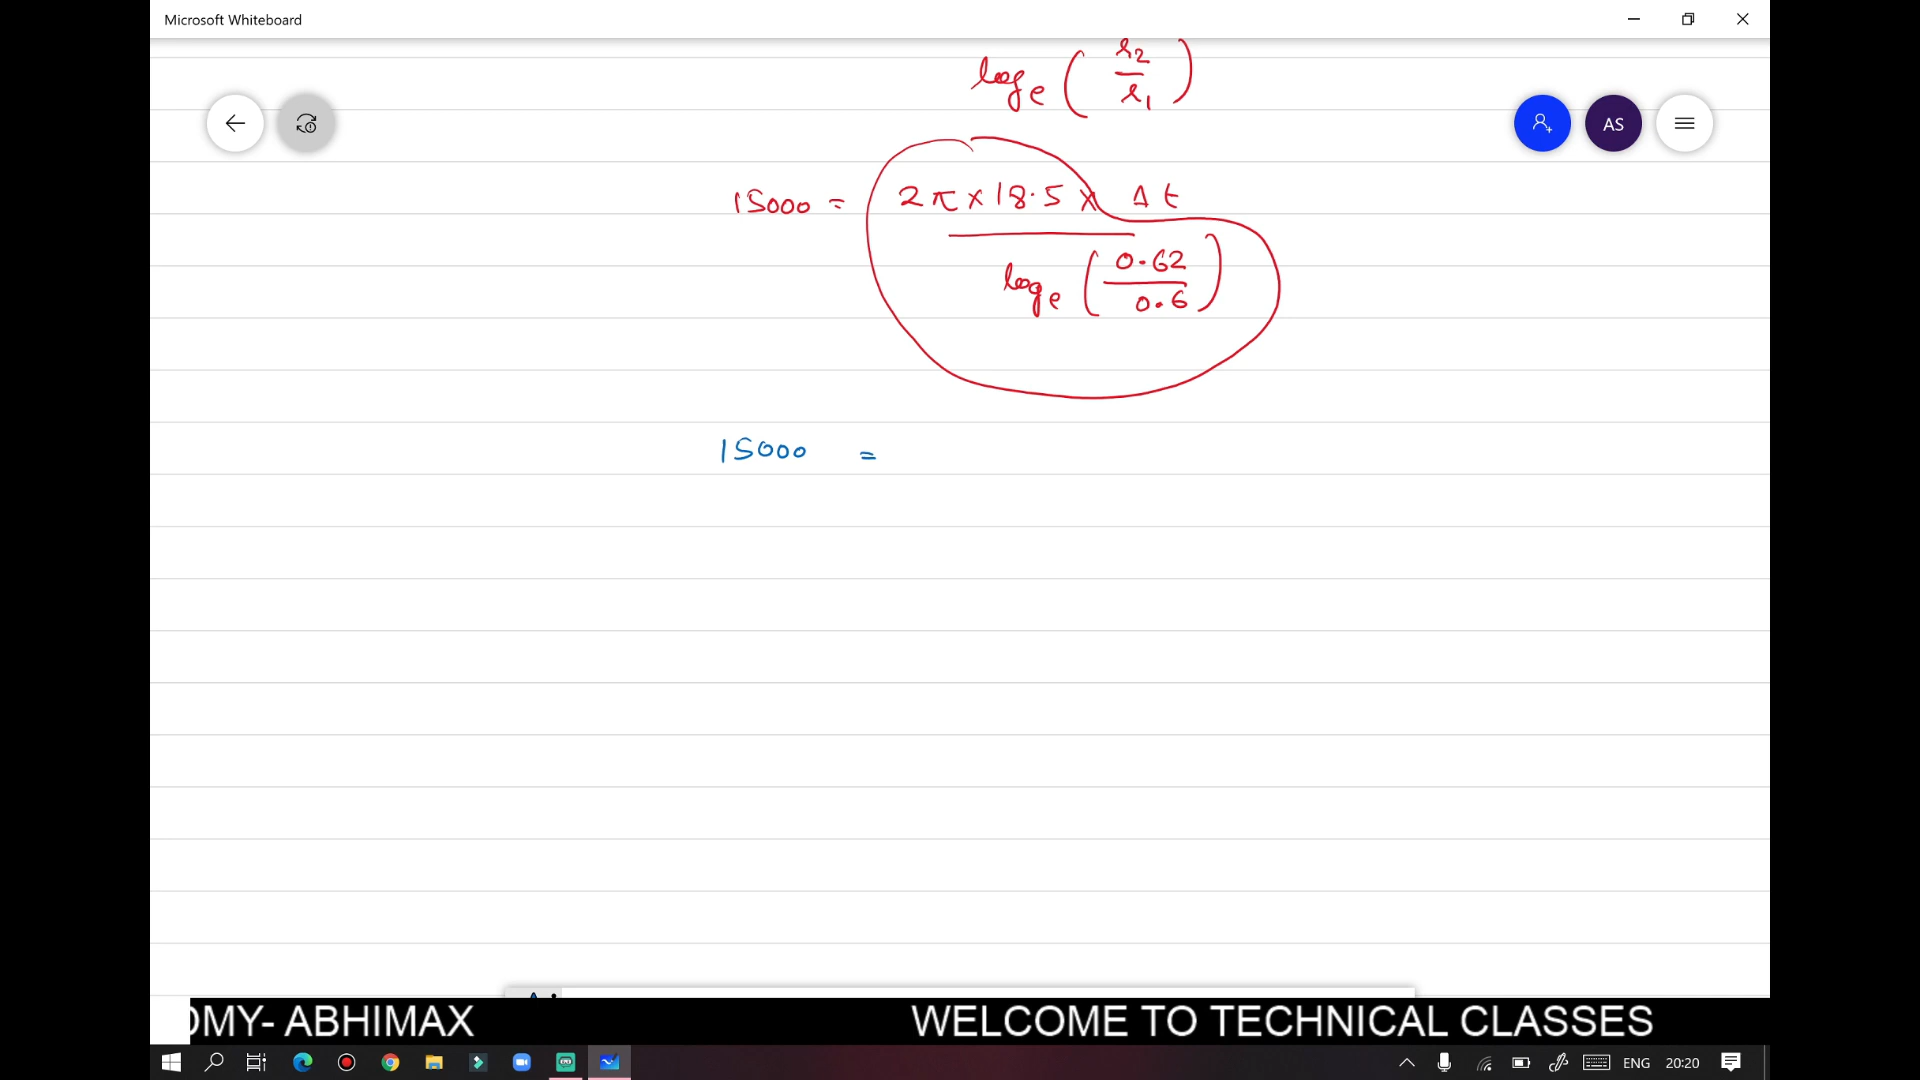 Microsoft Whiteboard
logₑ ( r₂ / r₁ )
AS
15000 = 2π × 18.5 × Δt
logₑ ( 0.62 / 0.6 )
15000 =
OMY- ABHIMAX WELCOME TO TECHNICAL CLASSES
ENG 20:20